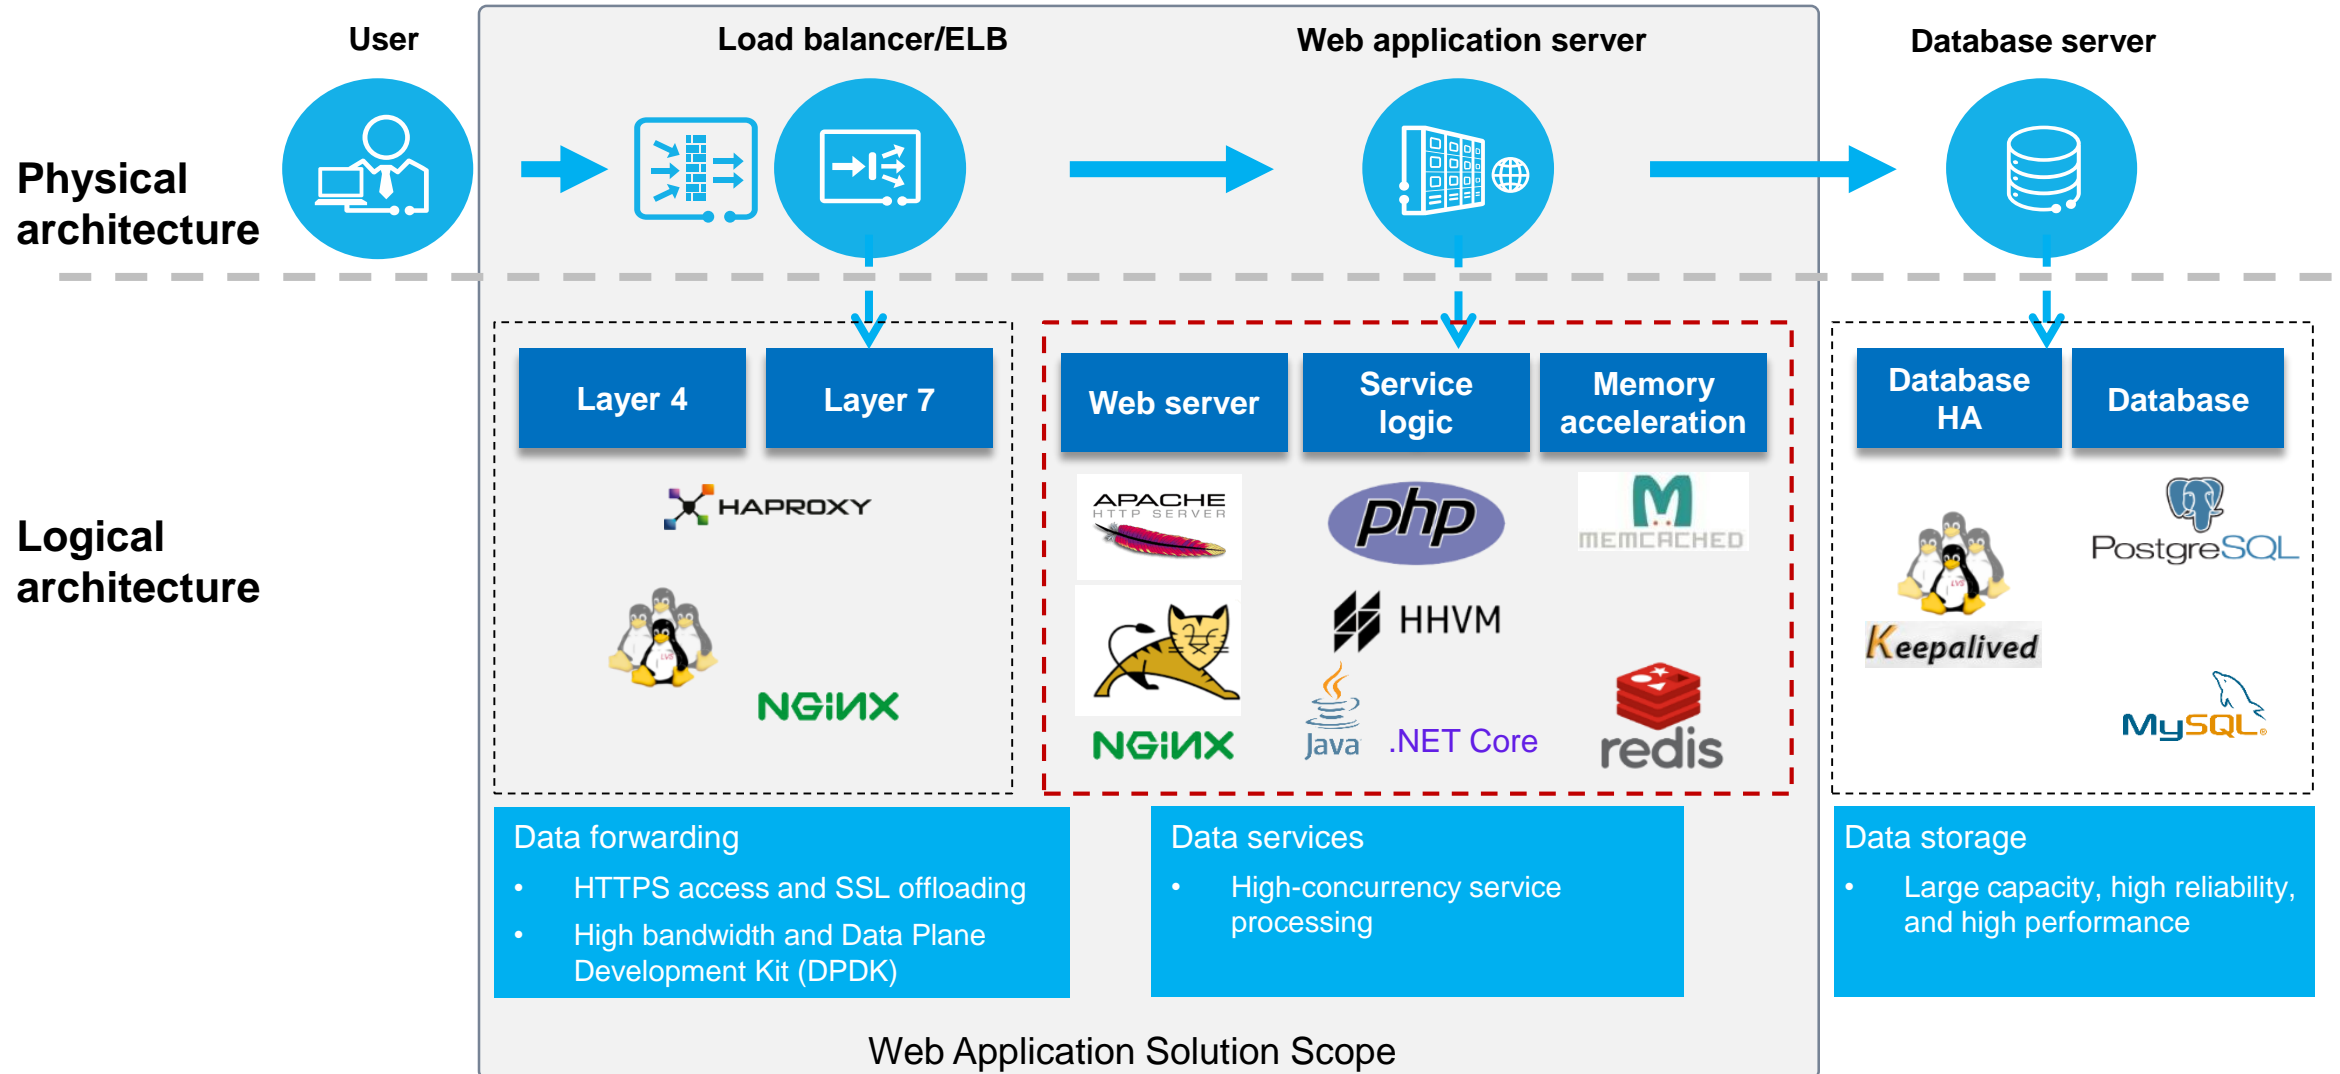 User
Load balancer/ELB
Web application server
Database server
Physical
architecture
Layer 4
Layer 7
Web server
Service
logic
Memory
acceleration
Database
HA
Database
Logical
architecture
HAPROXY
NGINX
APACHE
HTTP SERVER
NGINX
php
HHVM
Java
.NET Core
MEMCACHED
redis
LVS
Keepalived
PostgreSQL
MySQL®
Data forwarding
• HTTPS access and SSL offloading
• High bandwidth and Data Plane
Development Kit (DPDK)
Data services
• High-concurrency service
processing
Data storage
• Large capacity, high reliability,
and high performance
Web Application Solution Scope